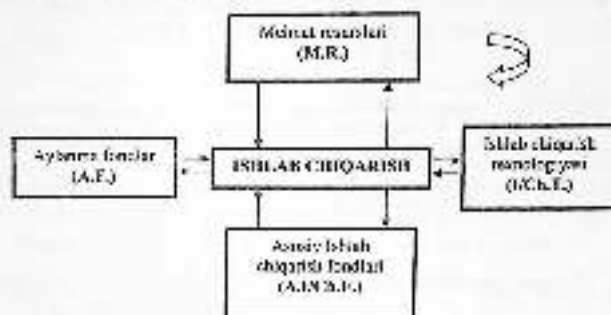 Mehnat resurslari
(M.R.)
Aylanma fondlar
(A.F.)
ISHLAB CHIQARISH
Ishlab chiqarish
texnologiyasi
(I/Ch.T.)
Asosiy ishlab
chiqarish fondlari
(A.I/Ch.F.)